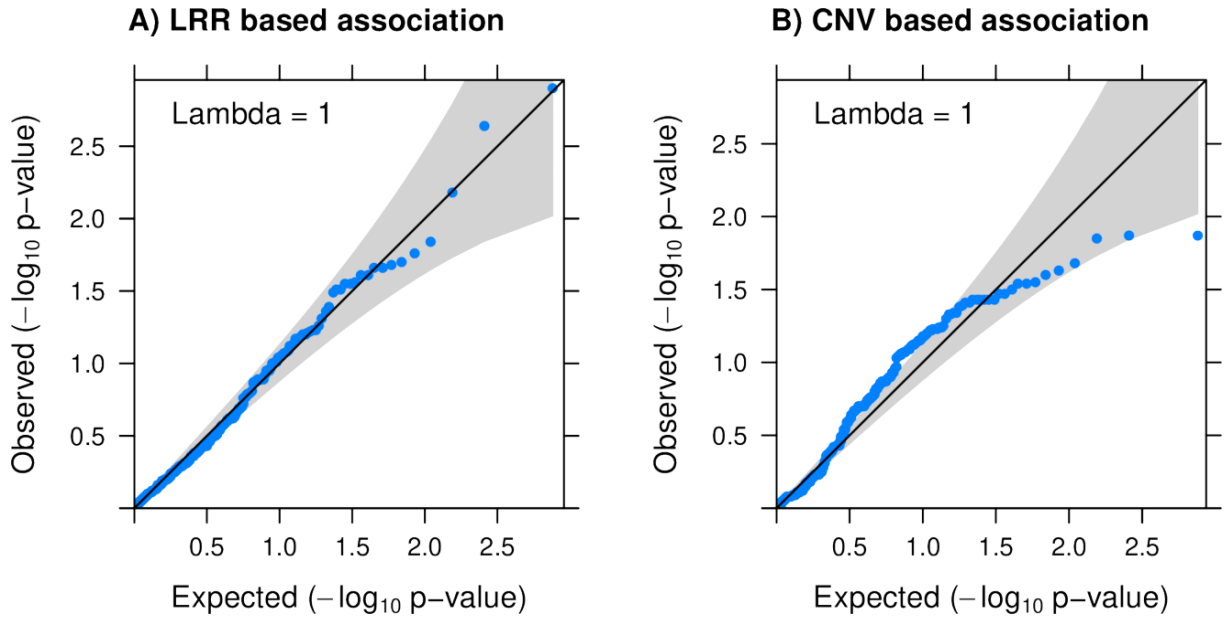 A) LRR based association
Lambda = 1
Observed (−log10 p−value)
2.5
2.0
1.5
1.0
0.5
0.5 1.0 1.5 2.0 2.5
Expected (−log10 p−value)
B) CNV based association
Lambda = 1
Observed (−log10 p−value)
2.5
2.0
1.5
1.0
0.5
0.5 1.0 1.5 2.0 2.5
Expected (−log10 p−value)